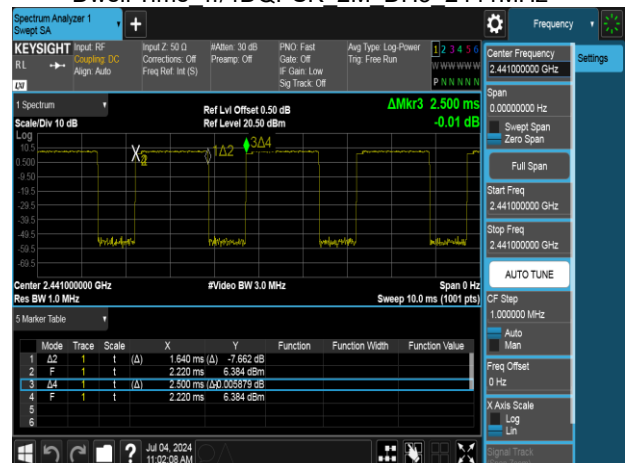 Spectrum Analyzer 1
Swept SA
+
Frequency
KEYSIGHT
RL
LXI
Input: RF
Coupling: DC
Align: Auto
Input Z: 50 Ω
Corrections: Off
Freq Ref: Int (S)
#Atten: 30 dB
Preamp: Off
PNO: Fast
Gate: Off
IF Gain: Low
Sig Track: Off
Avg Type: Log-Power
Trig: Free Run
1 2 3 4 5 6
W W W W W W
P N N N N N
Center Frequency
2.441000000 GHz
Settings
Span
0.00000000 Hz
Swept Span
Zero Span
Full Span
Start Freq
2.441000000 GHz
Stop Freq
2.441000000 GHz
AUTO TUNE
CF Step
1.000000 MHz
Auto
Man
Freq Offset
0 Hz
X Axis Scale
Log
Lin
Signal Track
1 Spectrum
Scale/Div 10 dB
Log
Ref Lvl Offset 0.50 dB
Ref Level 20.50 dBm
ΔMkr3 2.500 ms
-0.01 dB
10.5
0.500
-9.50
-19.5
-29.5
-39.5
-49.5
-59.5
-69.5
X
2
1Δ2
3Δ4
Center 2.441000000 GHz
Res BW 1.0 MHz
#Video BW 3.0 MHz
Span 0 Hz
Sweep 10.0 ms (1001 pts)
5 Marker Table
Mode Trace Scale X Y Function Function Width Function Value
1 Δ2 1 t (Δ) 1.640 ms (Δ) -7.662 dB
2 F 1 t 2.220 ms 6.384 dBm
3 Δ4 1 t (Δ) 2.500 ms (Δ) 0.005879 dB
4 F 1 t 2.220 ms 6.384 dBm
5
6
?
Jul 04, 2024
11:02:08 AM